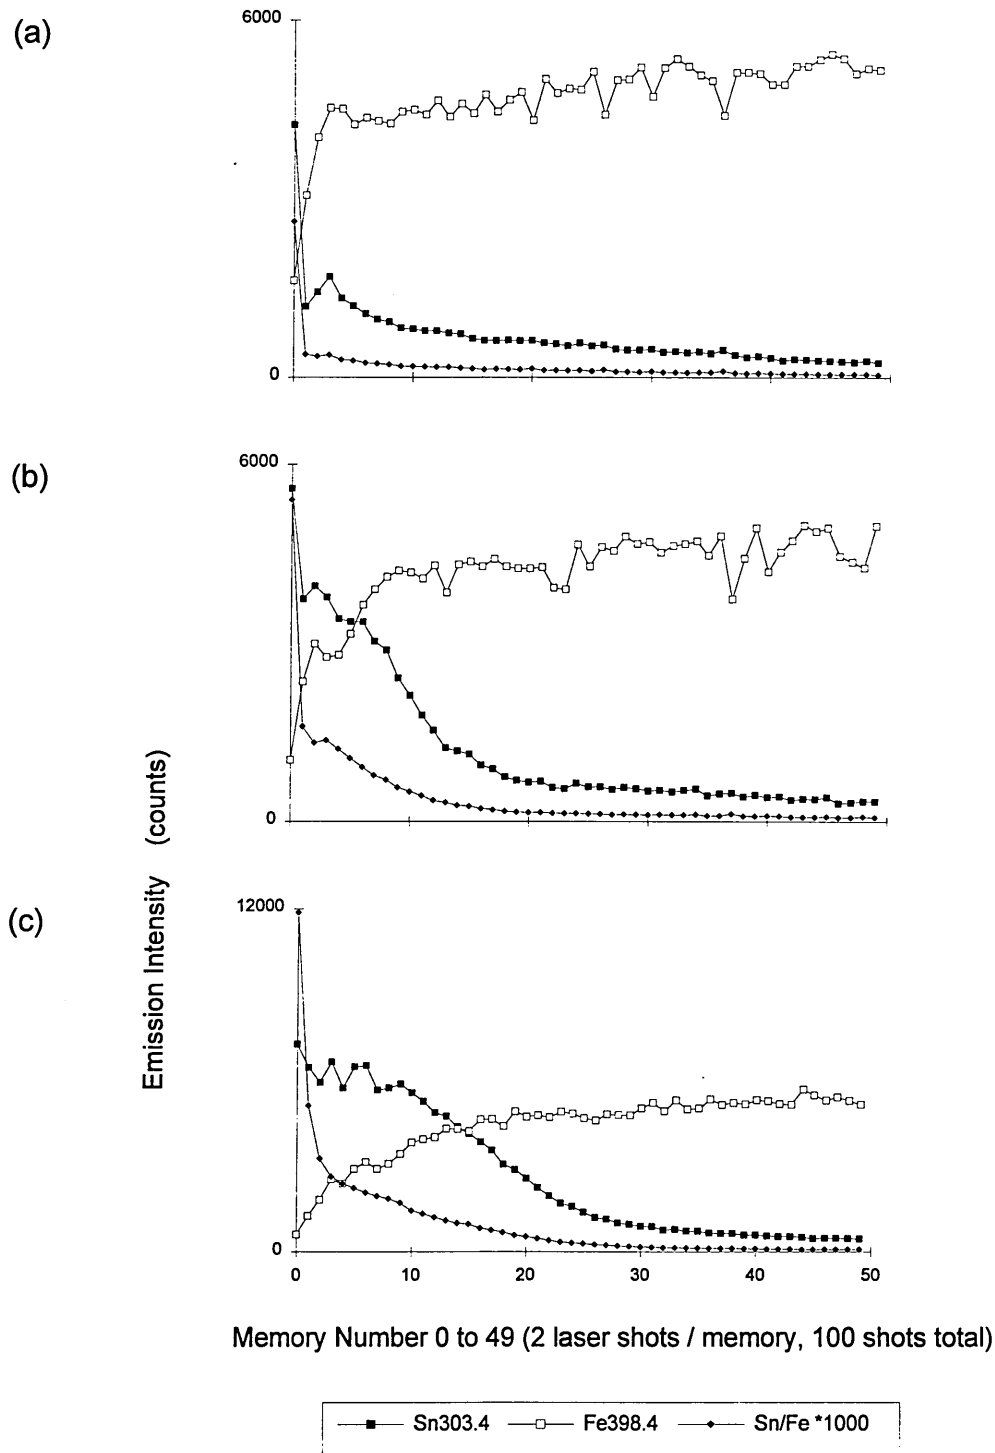 (a)
6000
0
(b)
6000
0
(c)
12000
0
Emission Intensity (counts)
0 10 20 30 40 50
Memory Number 0 to 49 (2 laser shots / memory, 100 shots total)
Sn303.4 Fe398.4 Sn/Fe *1000